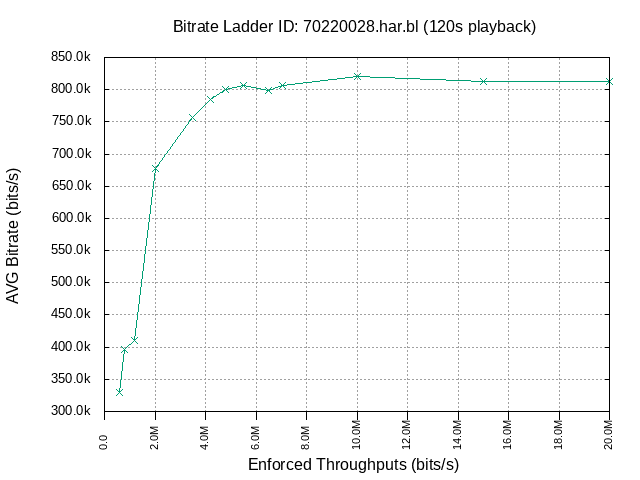 Bitrate Ladder ID: 70220028.har.bl (120s playback)
850.0k
800.0k
750.0k
700.0k
650.0k
600.0k
550.0k
500.0k
450.0k
400.0k
350.0k
300.0k
AVG Bitrate (bits/s)
0.0
2.0M
4.0M
6.0M
8.0M
10.0M
12.0M
14.0M
16.0M
18.0M
20.0M
Enforced Throughputs (bits/s)